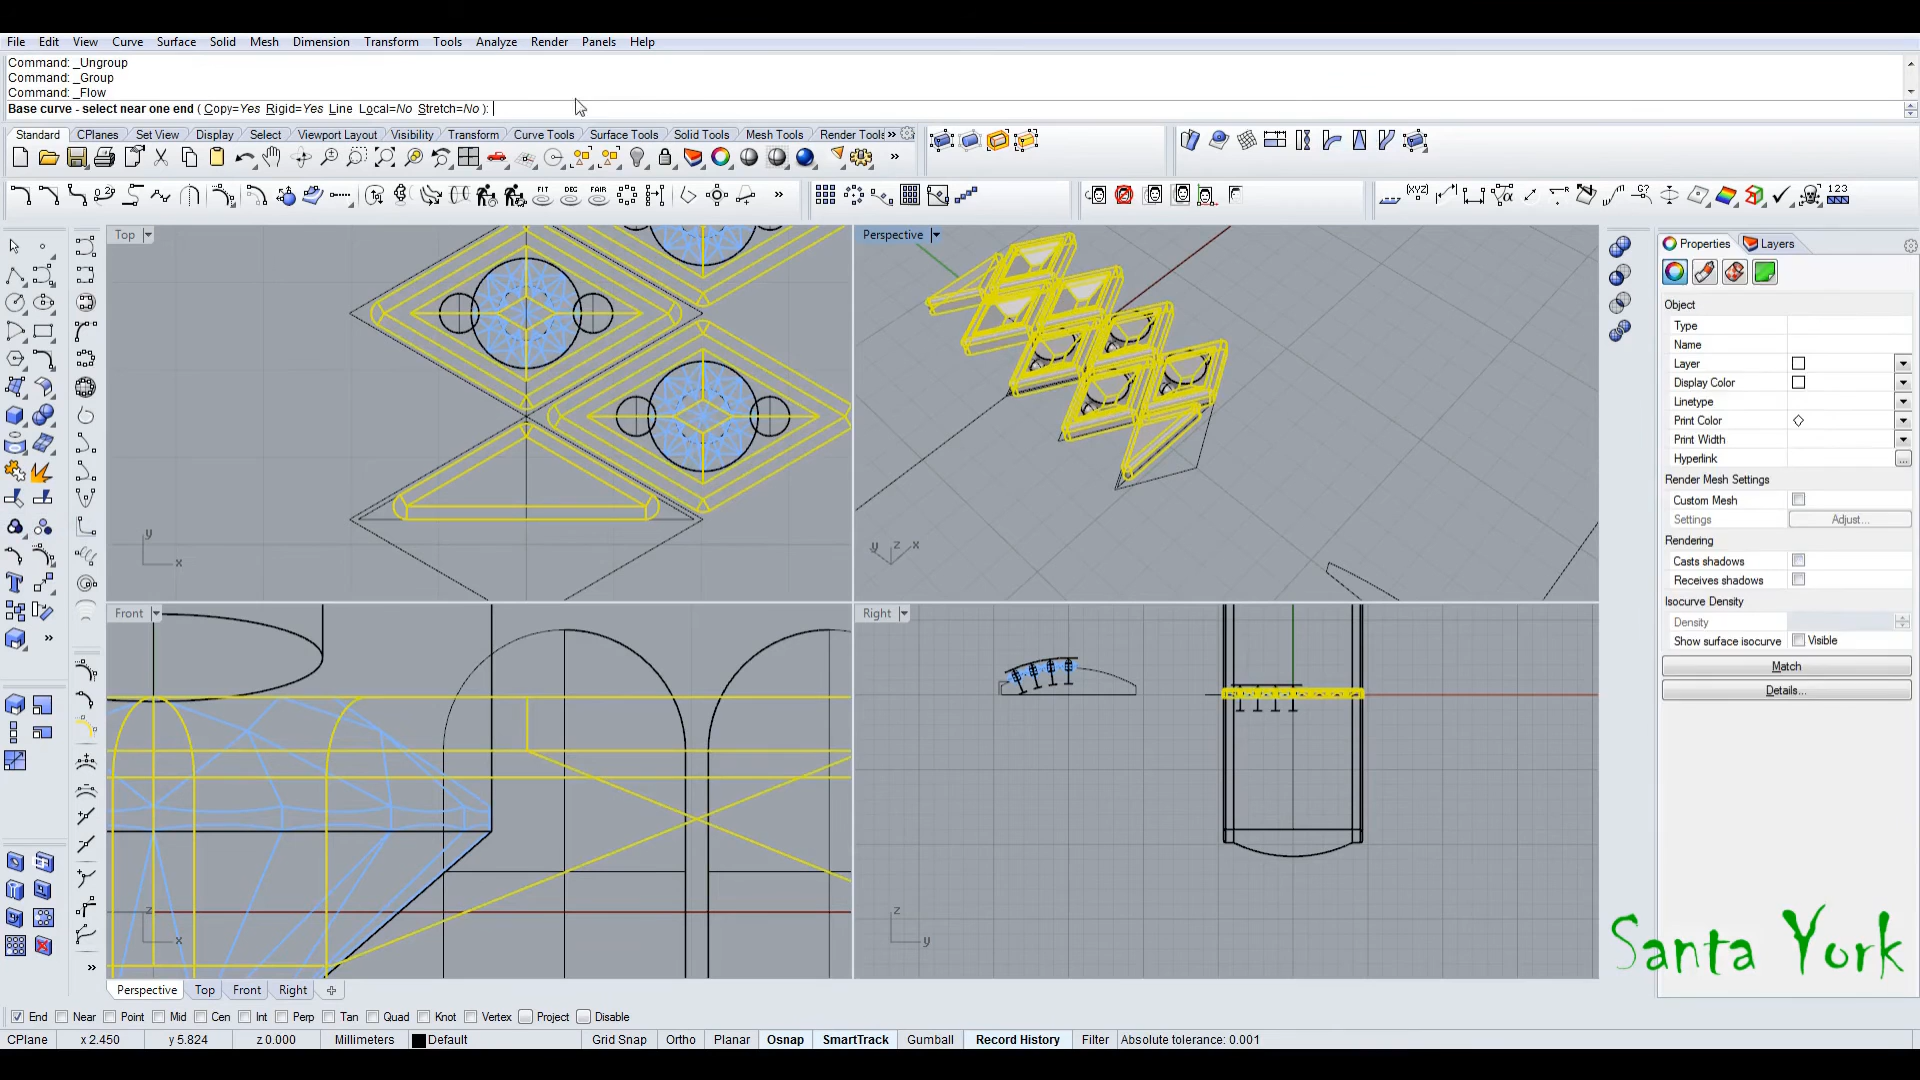 File Edit View Curve Surface Solid Mesh Dimension Transform Tools Analyze Render Panels Help
Command: _Ungroup
Command: _Group
Command: _Flow
Base curve - select near one end ( Copy=Yes Rigid=Yes Line Local=No Stretch=No ):
Standard CPlanes Set View Display Select Viewport Layout Visibility Transform Curve Tools Surface Tools Solid Tools Mesh Tools Render Tools »
»
FIT DEG FAIR » (XYZ) G? 123
Top
Perspective
Properties Layers
Object
Type
Name
Layer
Display Color
Linetype
Print Color
Print Width
Hyperlink ...
Render Mesh Settings
Custom Mesh
Settings Adjust...
Rendering
Casts shadows
Receives shadows
Isocurve Density
Density
Show surface isocurve Visible
Match
Details...
y x
y z x
Front
Right
z x
z y
»
»
Santa York
Perspective Top Front Right
End Near Point Mid Cen Int Perp Tan Quad Knot Vertex Project Disable
CPlane x 2.450 y 5.824 z 0.000 Millimeters Default Grid Snap Ortho Planar Osnap SmartTrack Gumball Record History Filter Absolute tolerance: 0.001